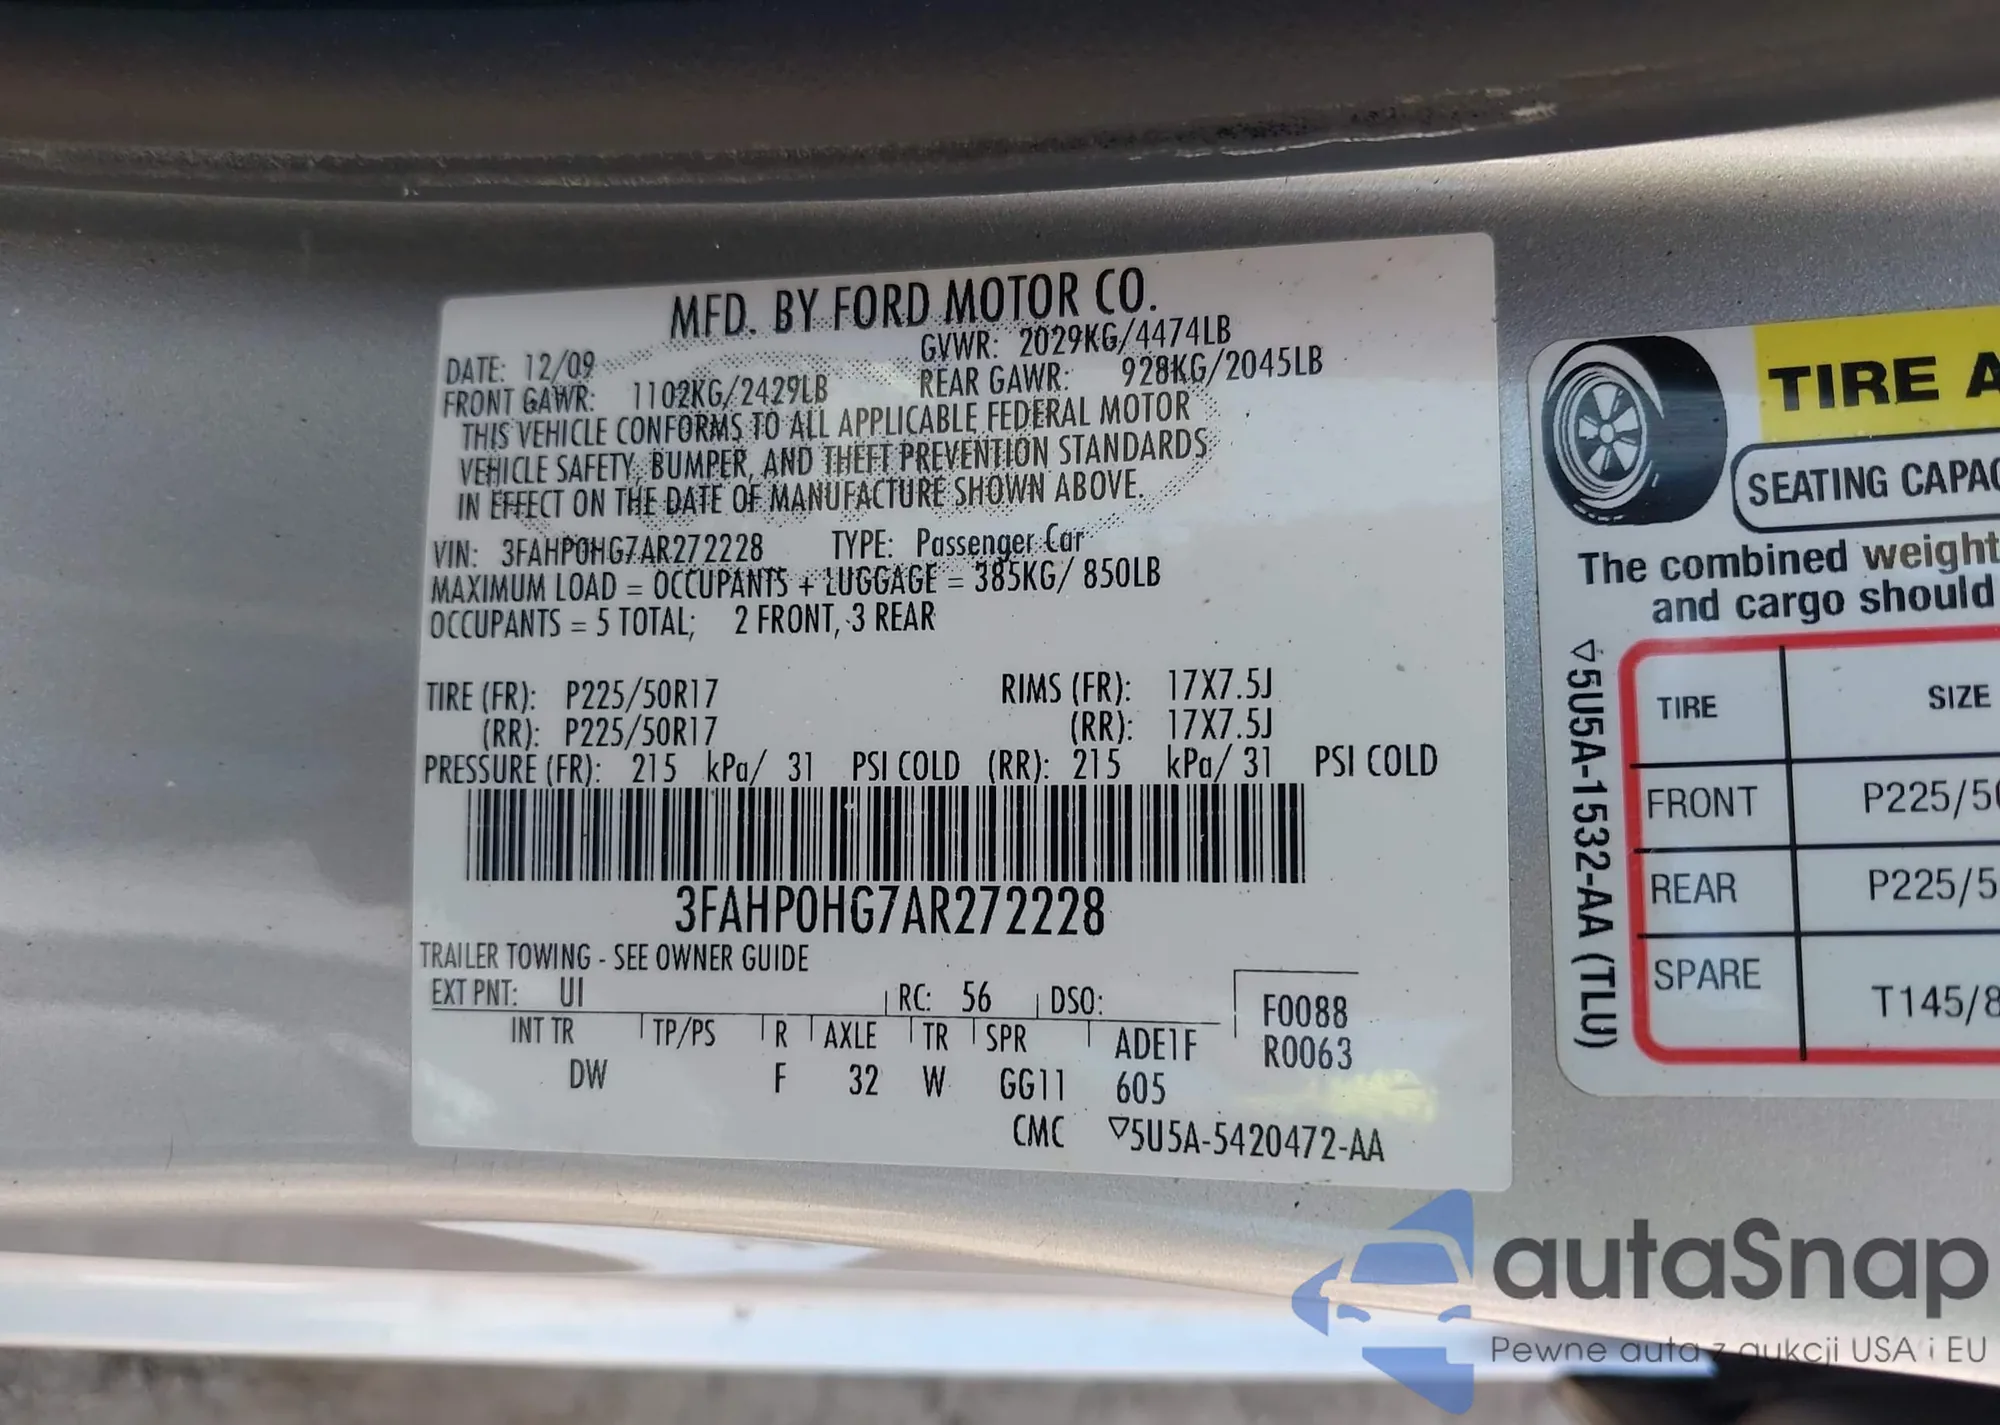 MFD. BY FORD MOTOR CO.
DATE: 12/09 GVWR: 2029KG/4474LB
FRONT GAWR: 1102KG/2429LB REAR GAWR: 928KG/2045LB
THIS VEHICLE CONFORMS TO ALL APPLICABLE FEDERAL MOTOR
VEHICLE SAFETY, BUMPER, AND THEFT PREVENTION STANDARDS
IN EFFECT ON THE DATE OF MANUFACTURE SHOWN ABOVE.
VIN: 3FAHP0HG7AR272228 TYPE: Passenger Car
MAXIMUM LOAD = OCCUPANTS + LUGGAGE = 385KG/ 850LB
OCCUPANTS = 5 TOTAL; 2 FRONT, 3 REAR
TIRE (FR): P225/50R17 RIMS (FR): 17X7.5J
(RR): P225/50R17 (RR): 17X7.5J
PRESSURE (FR): 215 kPa/ 31 PSI COLD (RR): 215 kPa/ 31 PSI COLD
3FAHP0HG7AR272228
TRAILER TOWING - SEE OWNER GUIDE
EXT PNT: UI RC: 56 DSO: F0088
INT TR TP/PS R AXLE TR SPR ADE1F R0063
DW F 32 W GG11 605
CMC ▽5U5A-5420472-AA
TIRE A
SEATING CAPAC
The combined weight
and cargo should
▽5U5A-1532-AA (TLU)
TIRE SIZE
FRONT P225/50
REAR P225/5
SPARE T145/8
autaSnap
Pewne auta z aukcji USA i EU